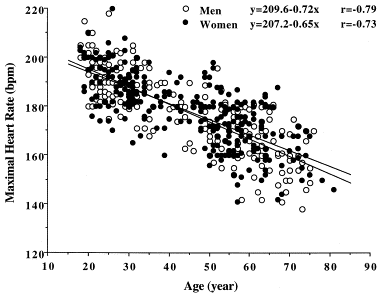 Men y=209.6-0.72x r=-0.79
Women y=207.2-0.65x r=-0.73
220
200
180
160
140
120
Maximal Heart Rate (bpm)
10 20 30 40 50 60 70 80 90
Age (year)